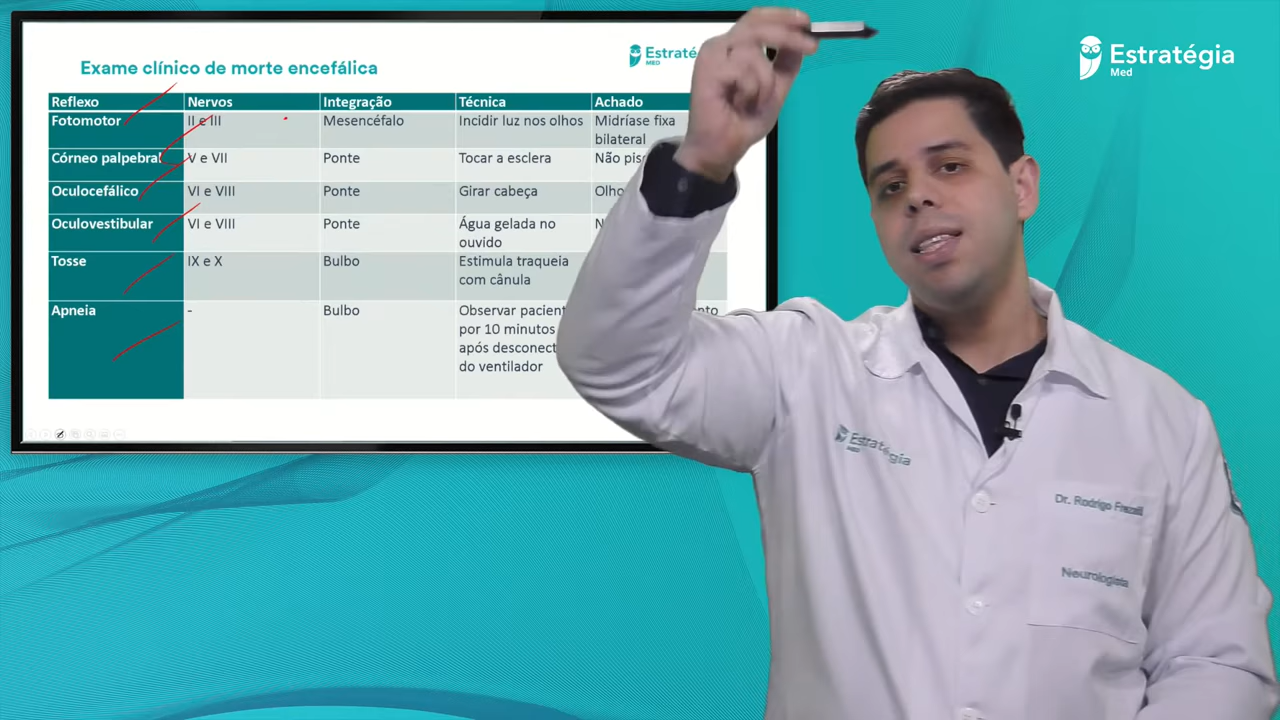 Exame clínico de morte encefálica
Estraté
MED
Estratégia
Med
Reflexo Nervos Integração Técnica Achado
Fotomotor II e III Mesencéfalo Incidir luz nos olhos Midríase fixa
bilateral
Córneo palpebral V e VII Ponte Tocar a esclera Não
Oculocefálico VI e VIII Ponte Girar cabeça
Oculovestibular VI e VIII Ponte Água gelada no
ouvido
Tosse IX e X Bulbo Estimula traqueia
com cânula
Apneia - Bulbo Observar pacient
por 10 minutos
após desconect
do ventilador
Estratégia
MED
Dr. Rodrigo
Neurologista